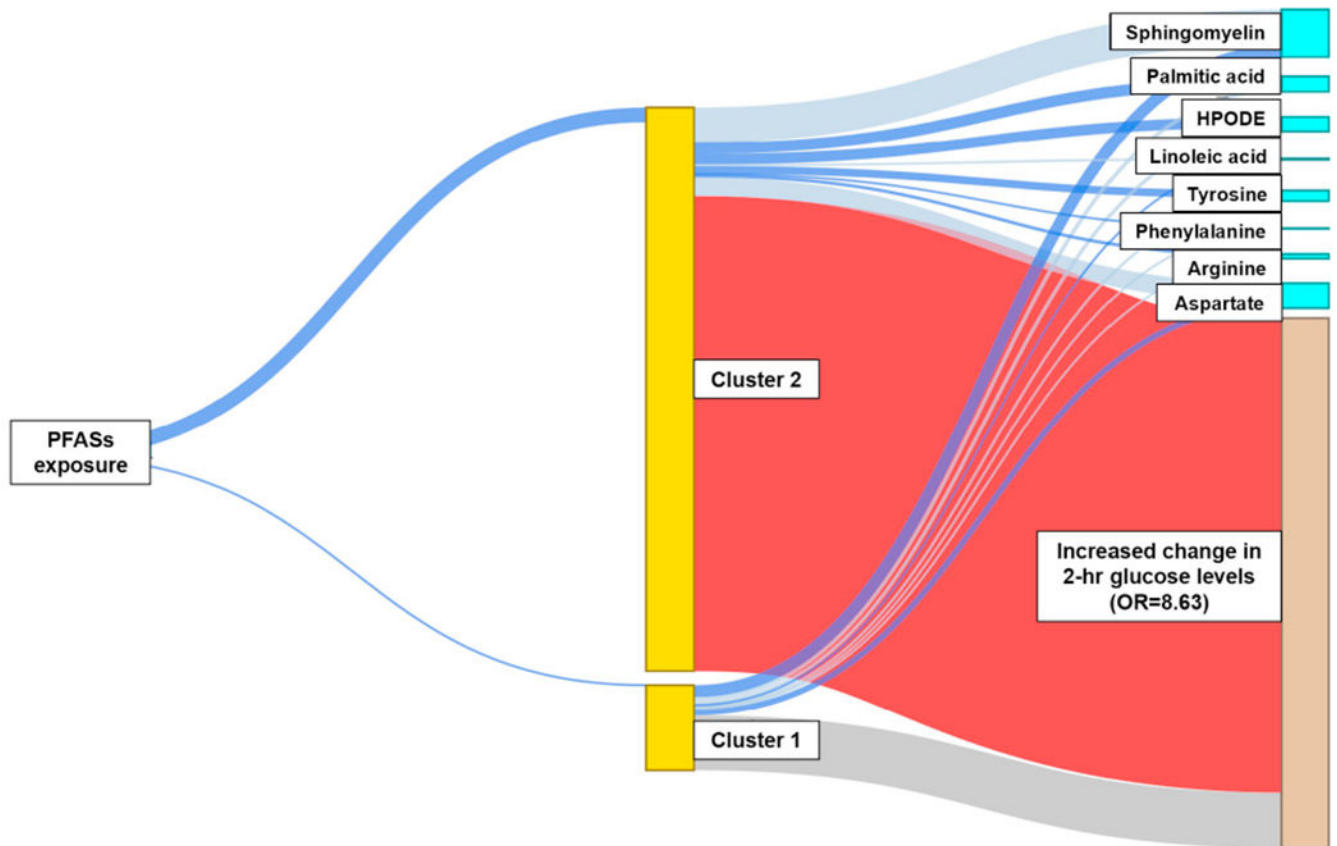 Sphingomyelin
Palmitic acid
HPODE
Linoleic acid
Tyrosine
Phenylalanine
Arginine
Aspartate
Cluster 2
PFASs
exposure
Increased change in
2-hr glucose levels
(OR=8.63)
Cluster 1